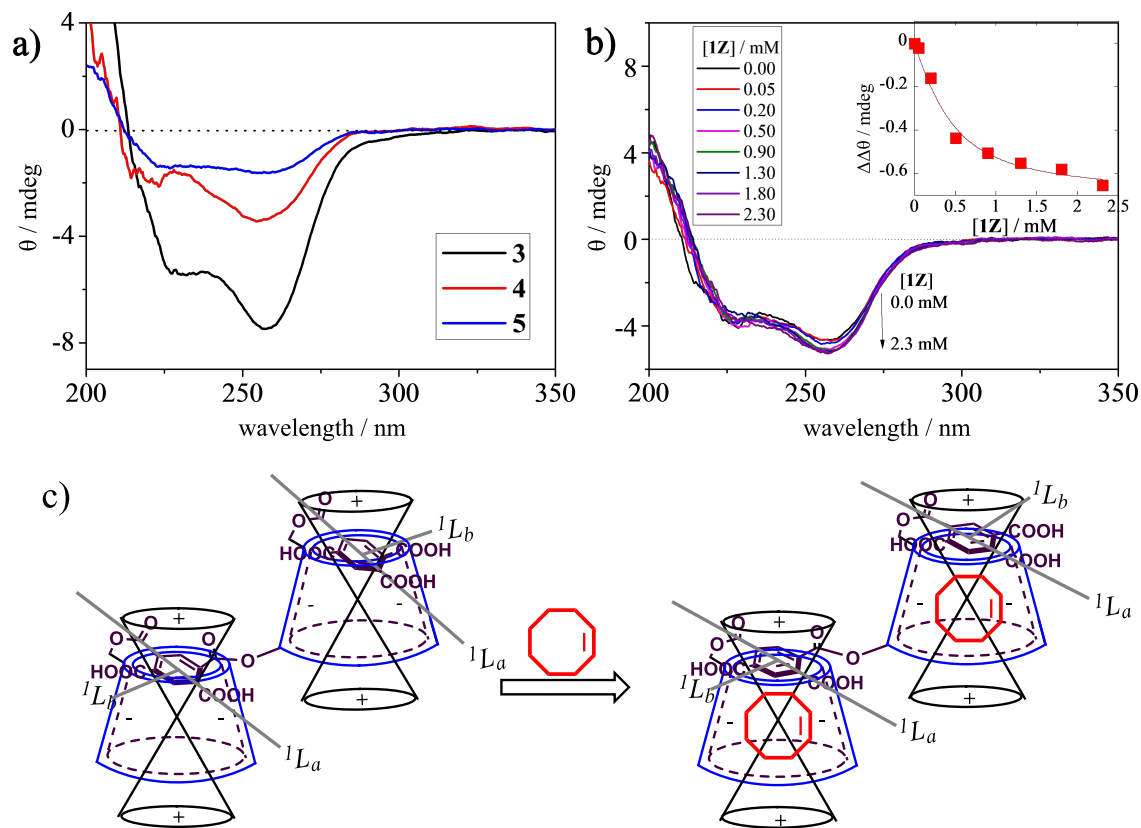 a)
4
0
-4
-8
θ / mdeg
200
250
300
350
wavelength / nm
3
4
5
b)
8
4
0
-4
θ / mdeg
200
250
300
350
wavelength / nm
[1Z] / mM
0.00
0.05
0.20
0.50
0.90
1.30
1.80
2.30
0
-0.2
-0.4
-0.6
ΔΔθ / mdeg
0
0.5
1
1.5
2
2.5
[1Z] / mM
[1Z]
0.0 mM
2.3 mM
c)
+
O
O
¹Lb
HOOC
COOH
COOH
-
-
+
¹La
+
O
O
O
O
HOOC
COOH
¹Lb
-
-
¹La
+
+
O
O
¹Lb
HOOC
COOH
COOH
-
-
¹La
+
+
O
O
O
O
HOOC
COOH
¹Lb
-
-
¹La
+